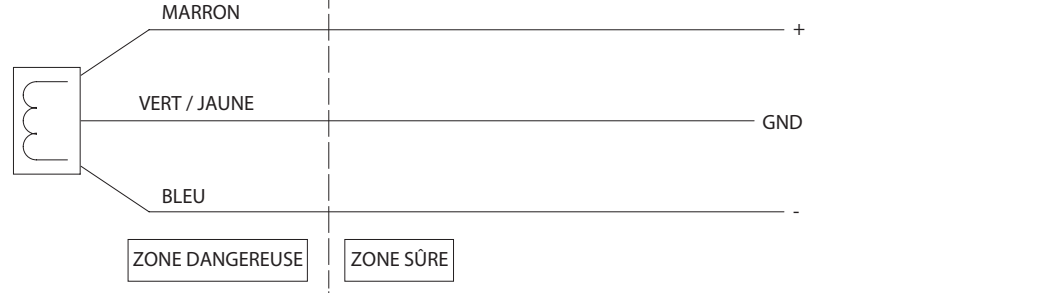 MARRON
+
VERT / JAUNE
GND
BLEU
-
ZONE DANGEREUSE
ZONE SÛRE